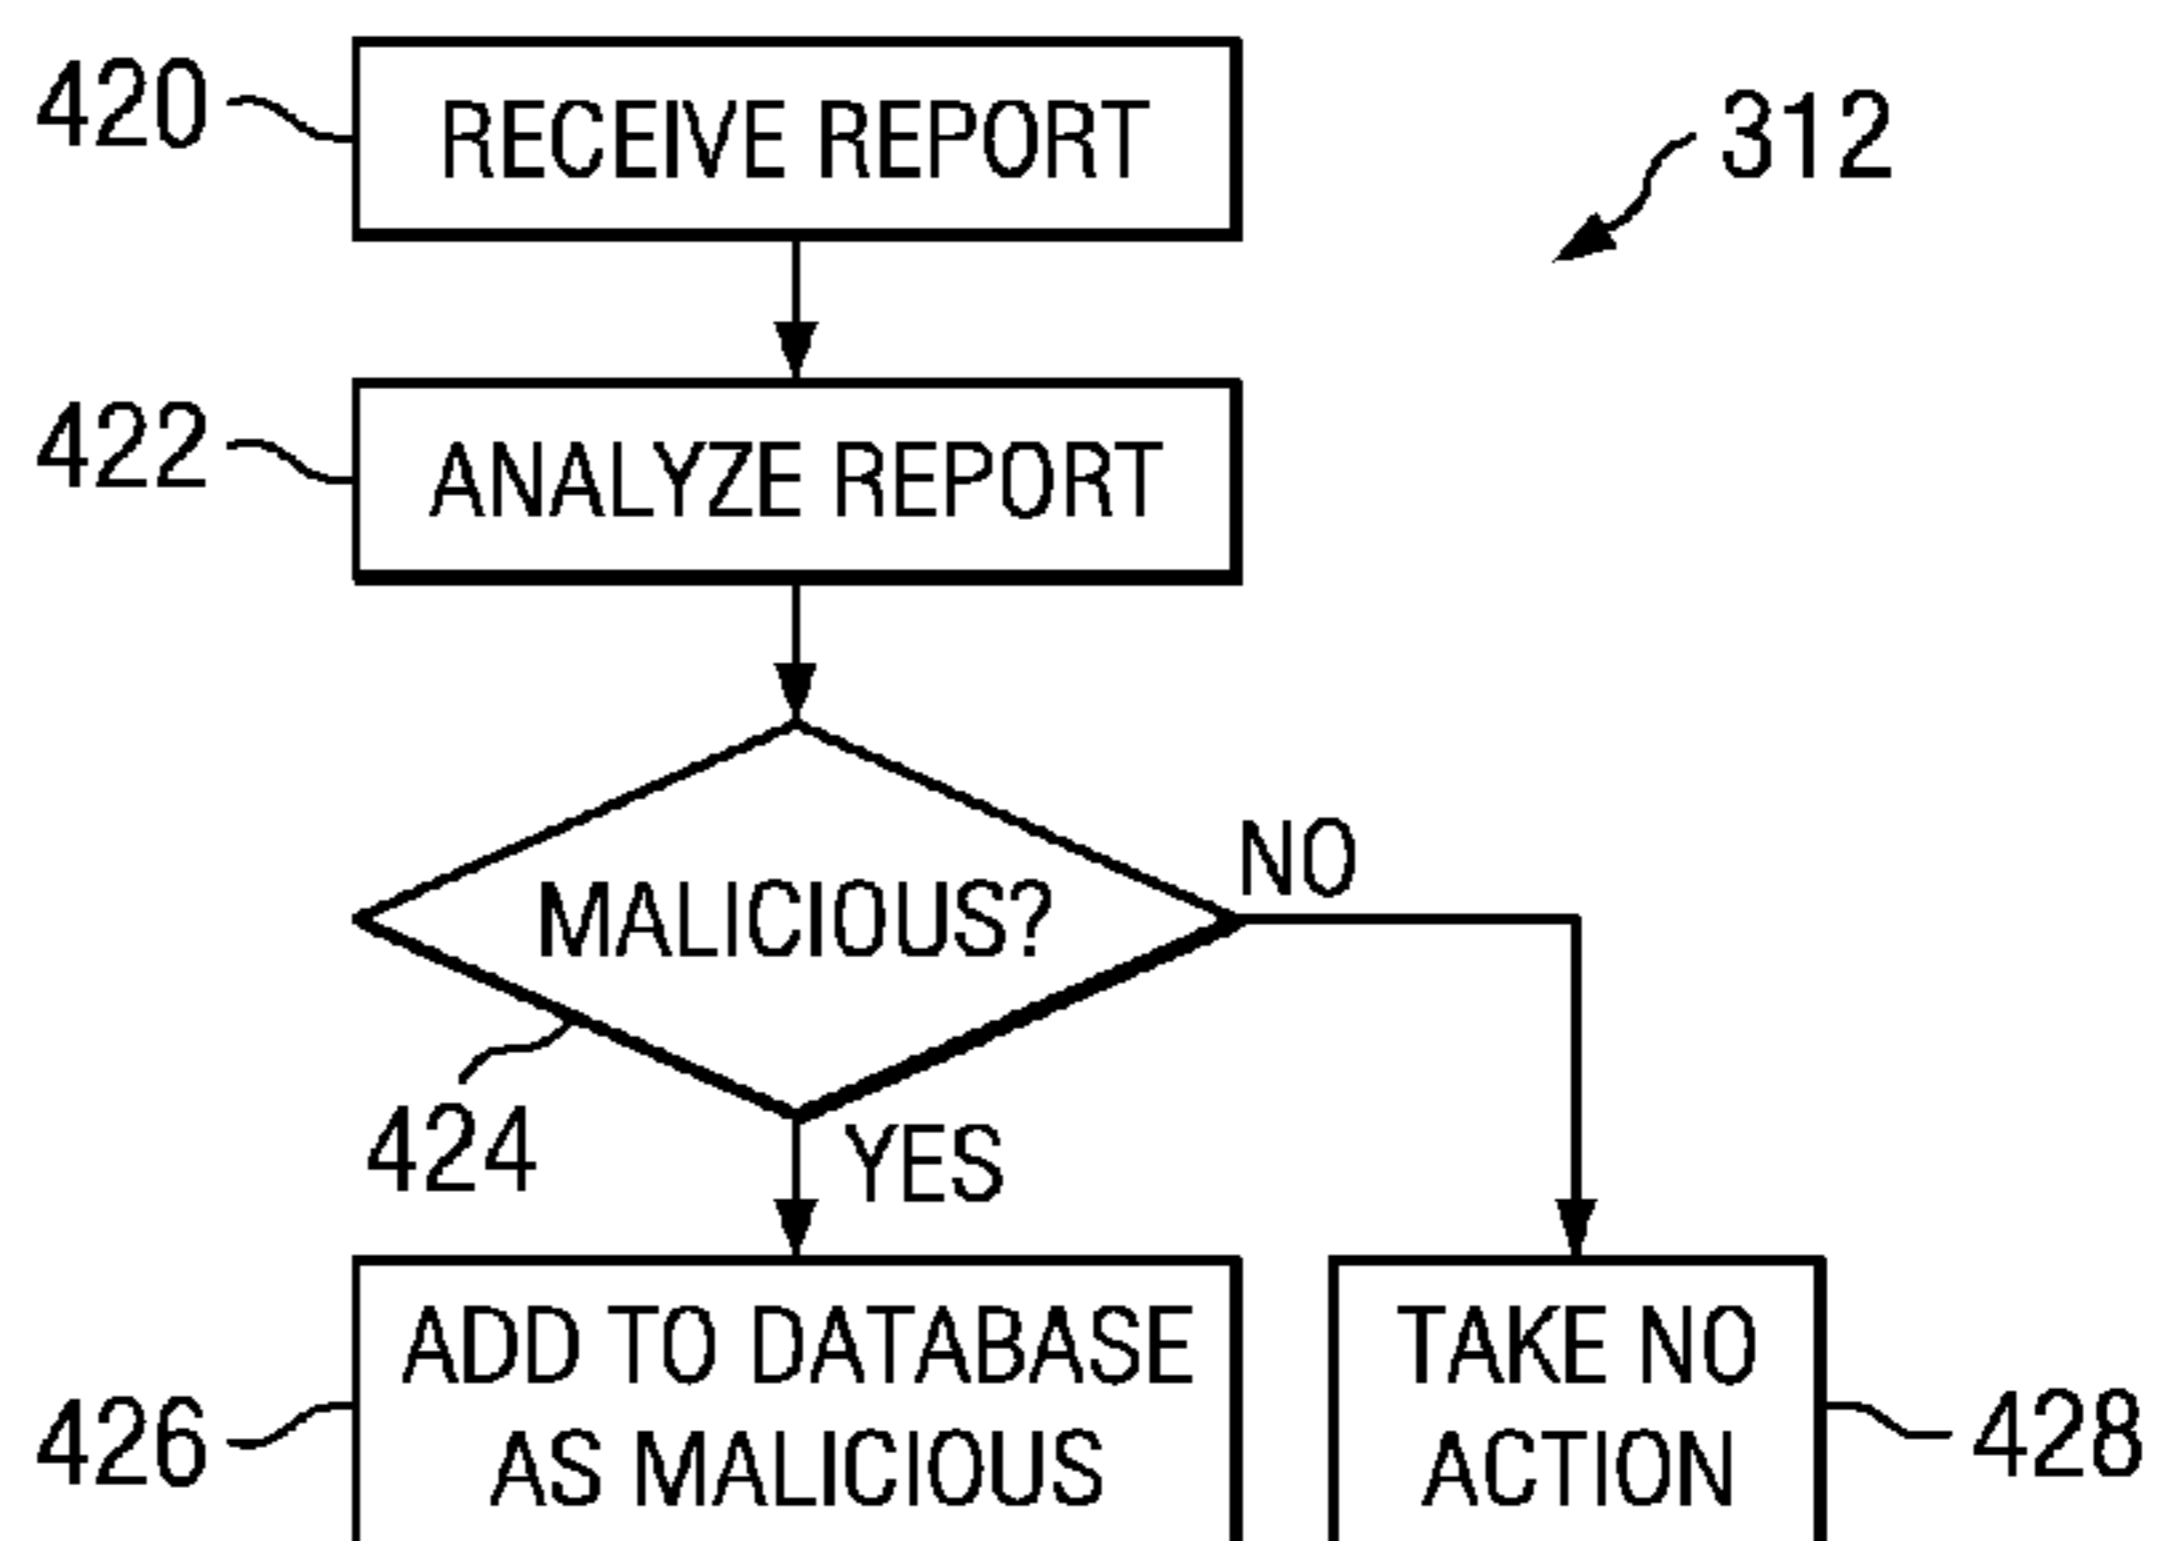 420
RECEIVE REPORT
312
422
ANALYZE REPORT
MALICIOUS?
NO
424
YES
426
ADD TO DATABASE
AS MALICIOUS
TAKE NO
ACTION
428